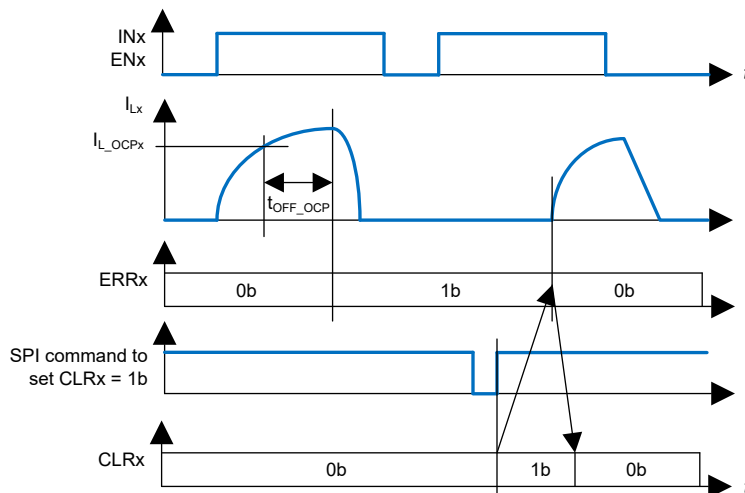 INx
ENx
t
I_Lx
I_L_OCPx
t_OFF_OCP
ERRx
0b 1b 0b
SPI command to
set CLRx = 1b
CLRx
0b 1b 0b